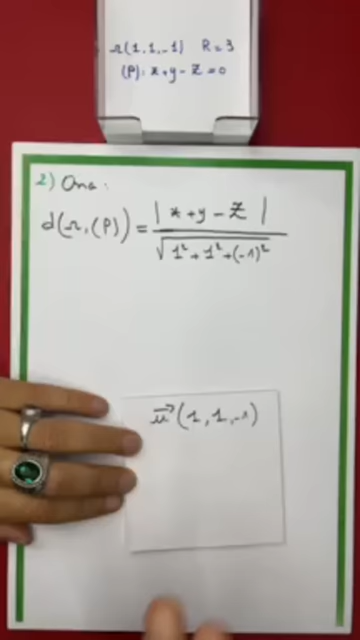 Ω(1,1,-1) R=3
(P): x+y-z=0
2) On a:
d(Ω,(P)) = |x+y-z| / √1²+1²+(-1)²
u⃗(1,1,-1)